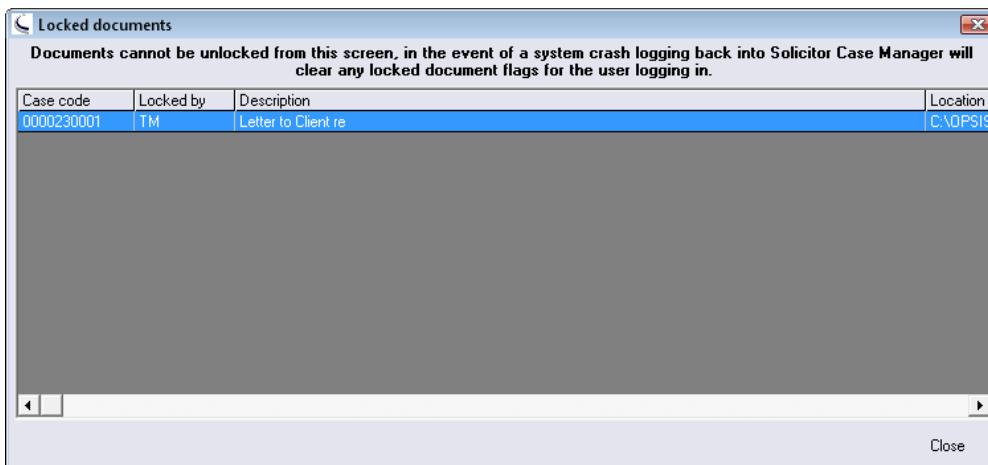 Locked documents
Documents cannot be unlocked from this screen, in the event of a system crash logging back into Solicitor Case Manager will
clear any locked document flags for the user logging in.
Case code Locked by Description Location
0000230001 TM Letter to Client re C:\OPSIS
Close